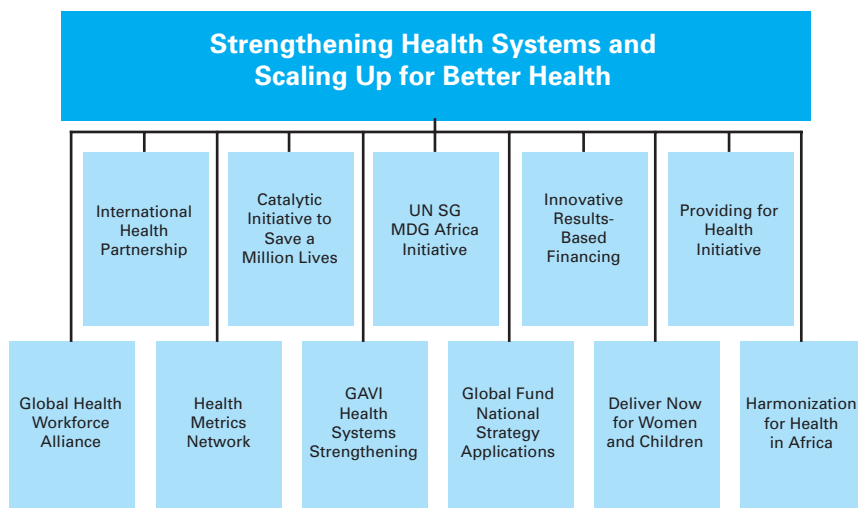 Strengthening Health Systems and
Scaling Up for Better Health
International
Health
Partnership
Catalytic
Initiative to
Save a
Million Lives
UN SG
MDG Africa
Initiative
Innovative
Results-
Based
Financing
Providing for
Health
Initiative
Global Health
Workforce
Alliance
Health
Metrics
Network
GAVI
Health
Systems
Strengthening
Global Fund
National
Strategy
Applications
Deliver Now
for Women
and Children
Harmonization
for Health
in Africa